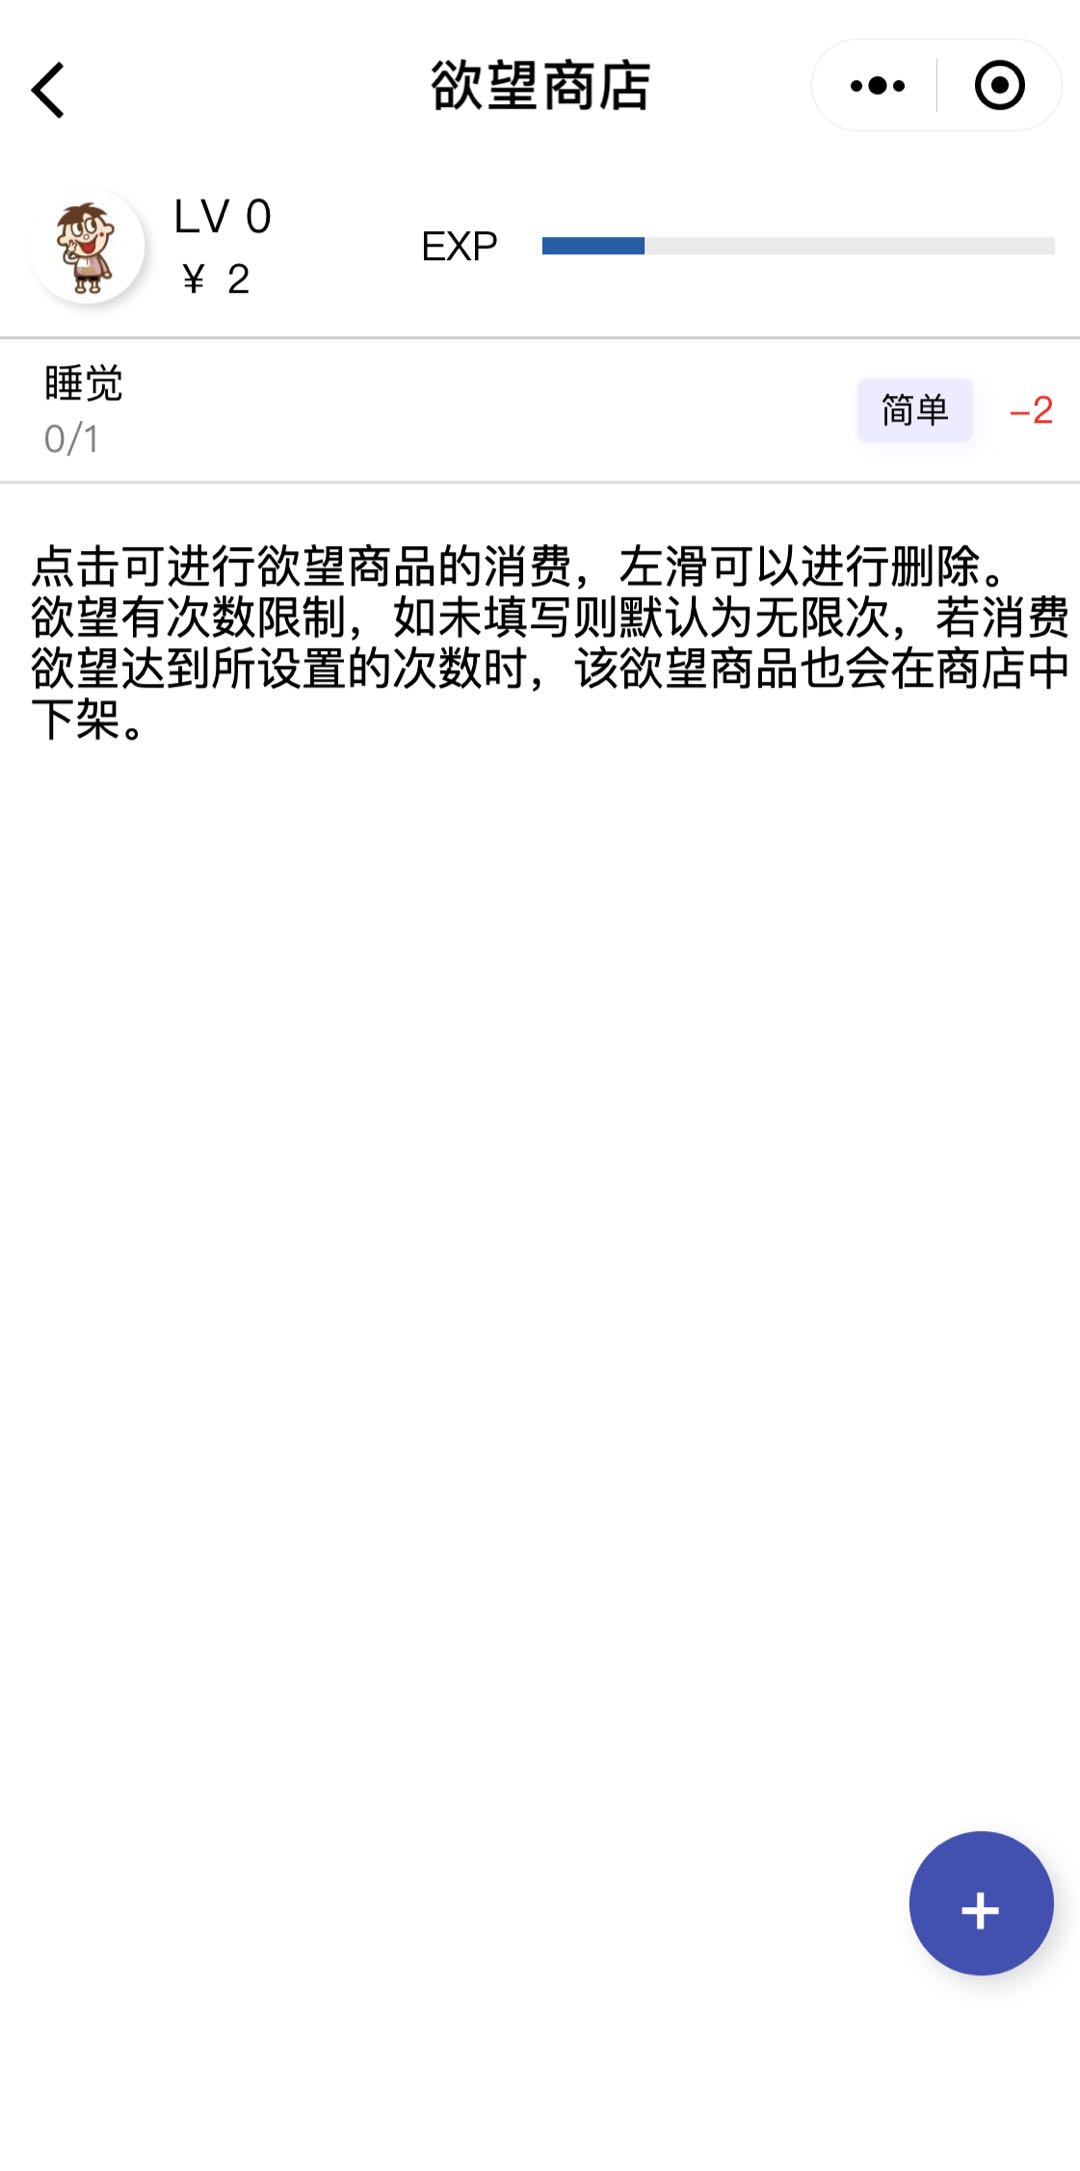 欲望商店
LV 0
¥ 2
EXP
睡觉
0/1
简单
-2
点击可进行欲望商品的消费，左滑可以进行删除。
欲望有次数限制，如未填写则默认为无限次，若消费
欲望达到所设置的次数时，该欲望商品也会在商店中
下架。
+